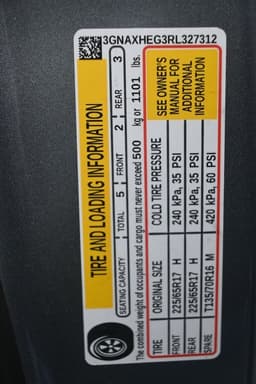 3GNAXHEG3RL327312
TIRE AND LOADING INFORMATION
SEATING CAPACITY TOTAL 5 FRONT 2 REAR 3
The combined weight of occupants and cargo must never exceed 500 kg or 1101 lbs.
TIRE ORIGINAL SIZE COLD TIRE PRESSURE
FRONT 225/65R17 H 240 kPa, 35 PSI
REAR 225/65R17 H 240 kPa, 35 PSI
SPARE T135/70R16 M 420 kPa, 60 PSI
SEE OWNER'S
MANUAL FOR
ADDITIONAL
INFORMATION